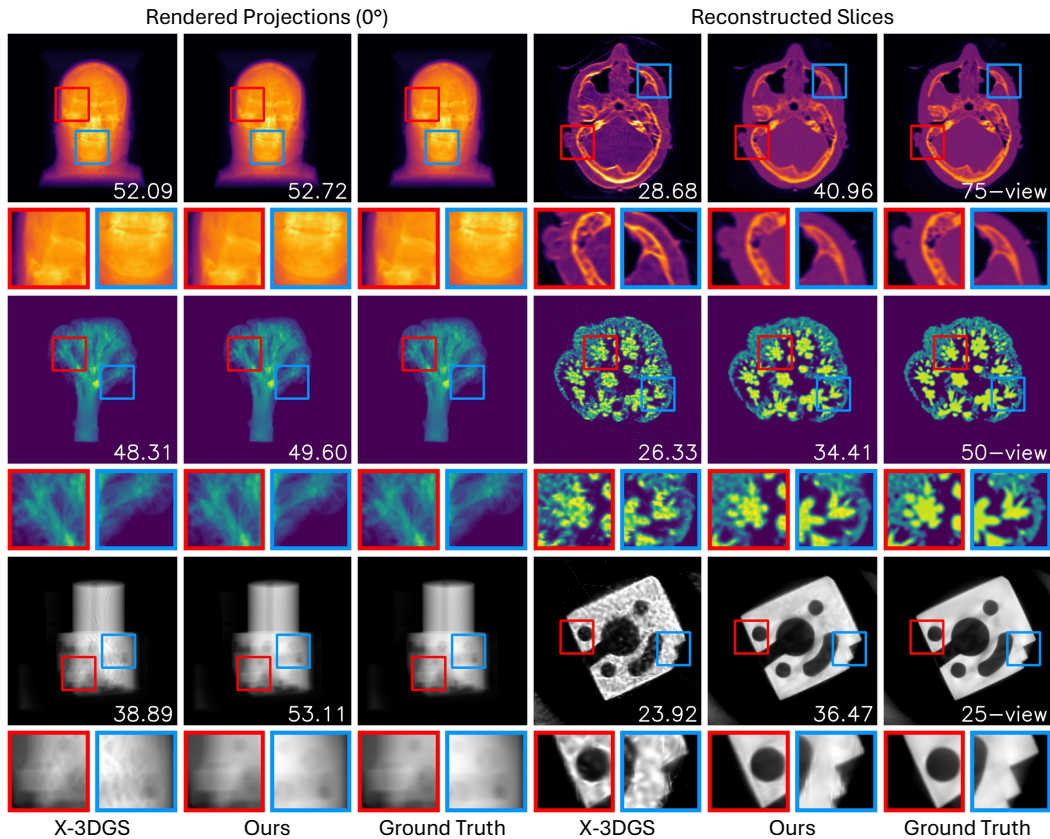 Rendered Projections (0°)
Reconstructed Slices
52.09
52.72
28.68
40.96
75-view
48.31
49.60
26.33
34.41
50-view
38.89
53.11
23.92
36.47
25-view
X-3DGS
Ours
Ground Truth
X-3DGS
Ours
Ground Truth